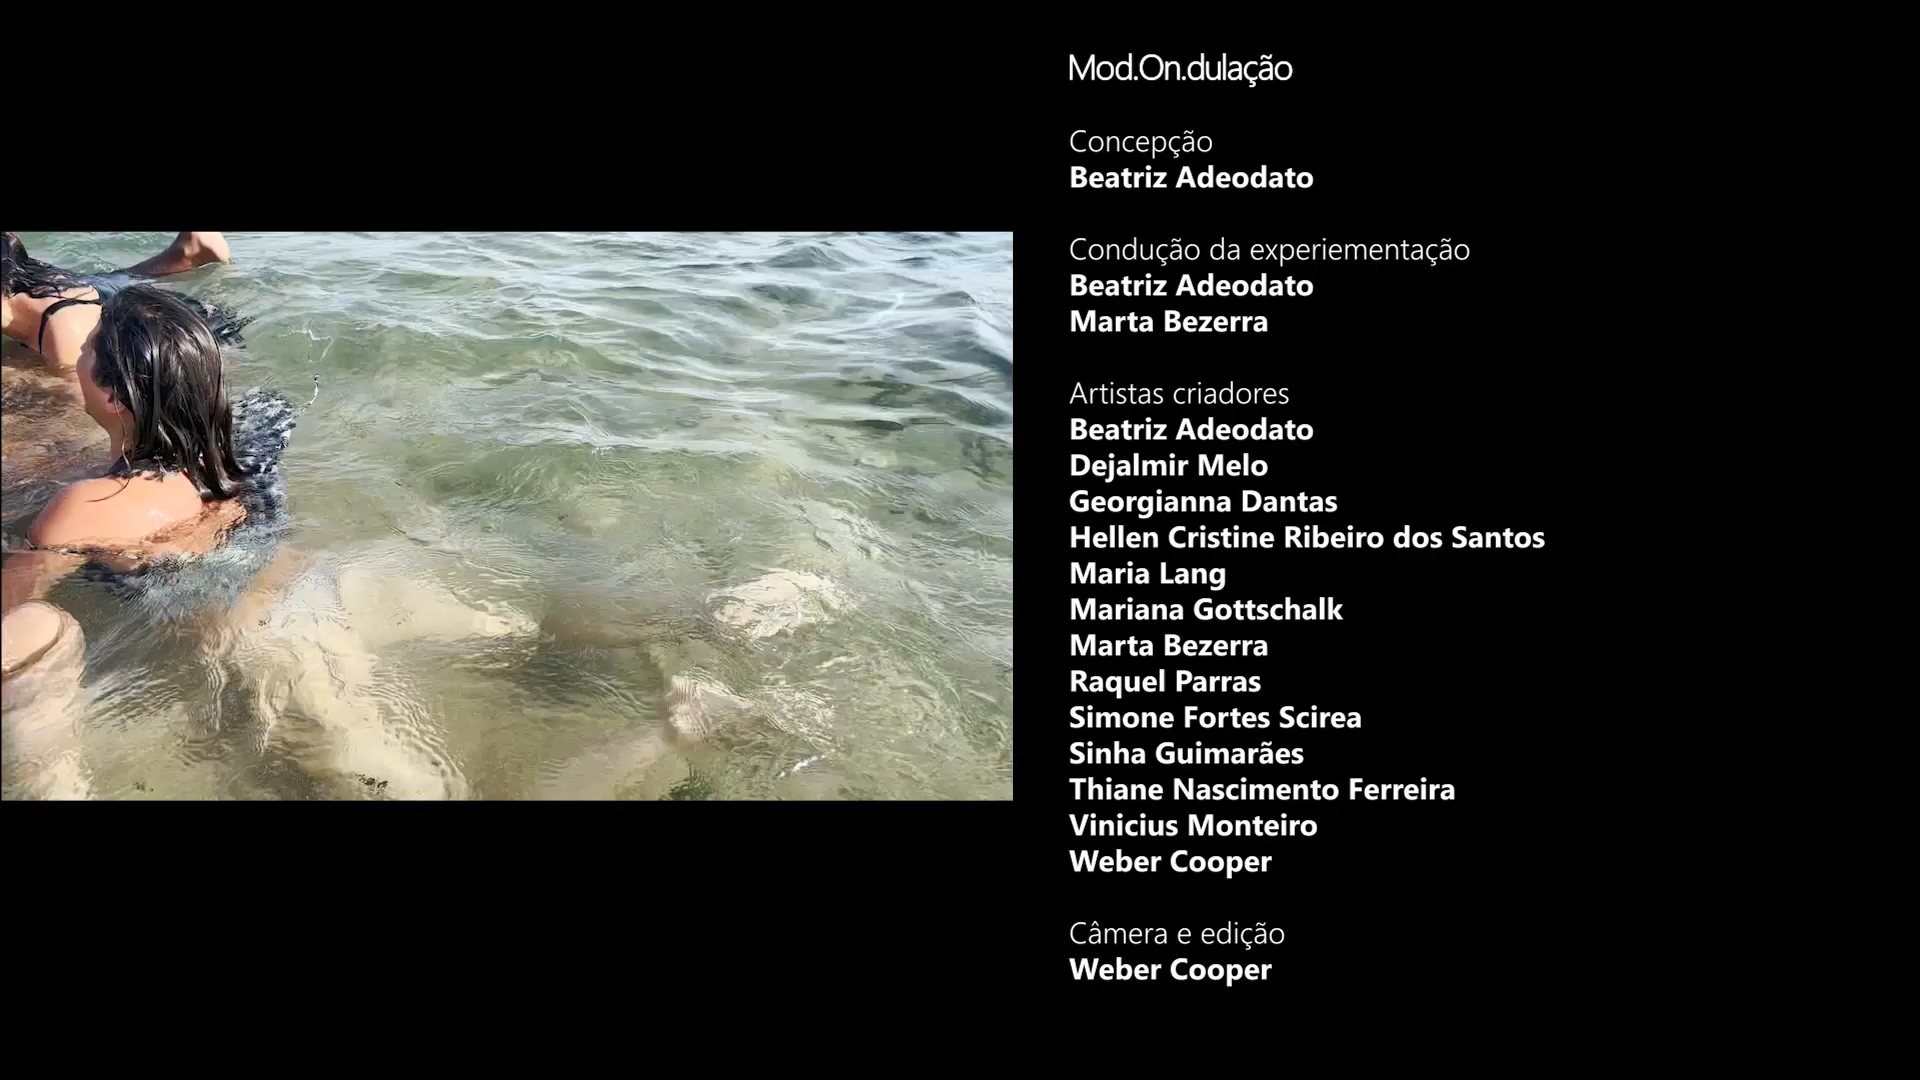 Mod.On.dulação
Concepção
Beatriz Adeodato
Condução da experiementação
Beatriz Adeodato
Marta Bezerra
Artistas criadores
Beatriz Adeodato
Dejalmir Melo
Georgianna Dantas
Hellen Cristine Ribeiro dos Santos
Maria Lang
Mariana Gottschalk
Marta Bezerra
Raquel Parras
Simone Fortes Scirea
Sinha Guimarães
Thiane Nascimento Ferreira
Vinicius Monteiro
Weber Cooper
Câmera e edição
Weber Cooper